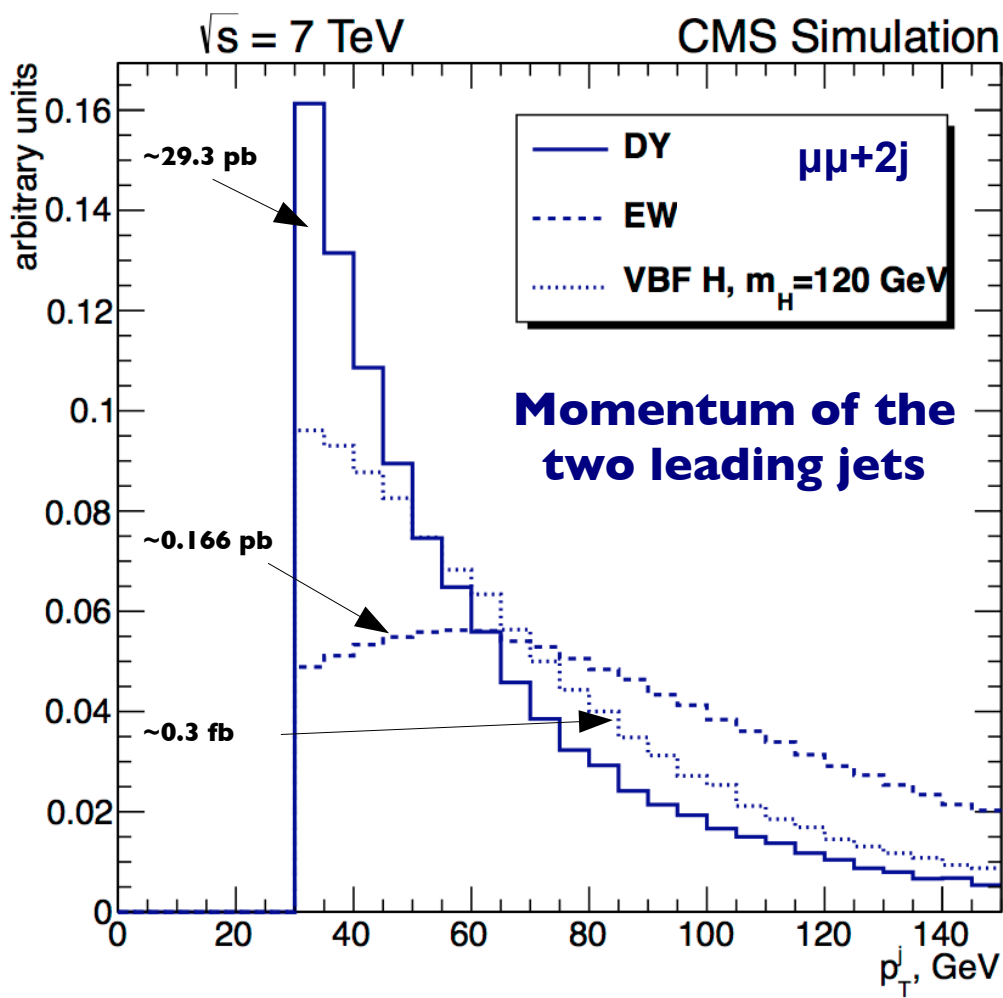 √s = 7 TeV
CMS Simulation
arbitrary units
0.16
0.14
0.12
0.1
0.08
0.06
0.04
0.02
0
~29.3 pb
~0.166 pb
~0.3 fb
DY
μμ+2j
EW
VBF H, m_H=120 GeV
Momentum of the
two leading jets
0 20 40 60 80 100 120 140
p_T^j, GeV